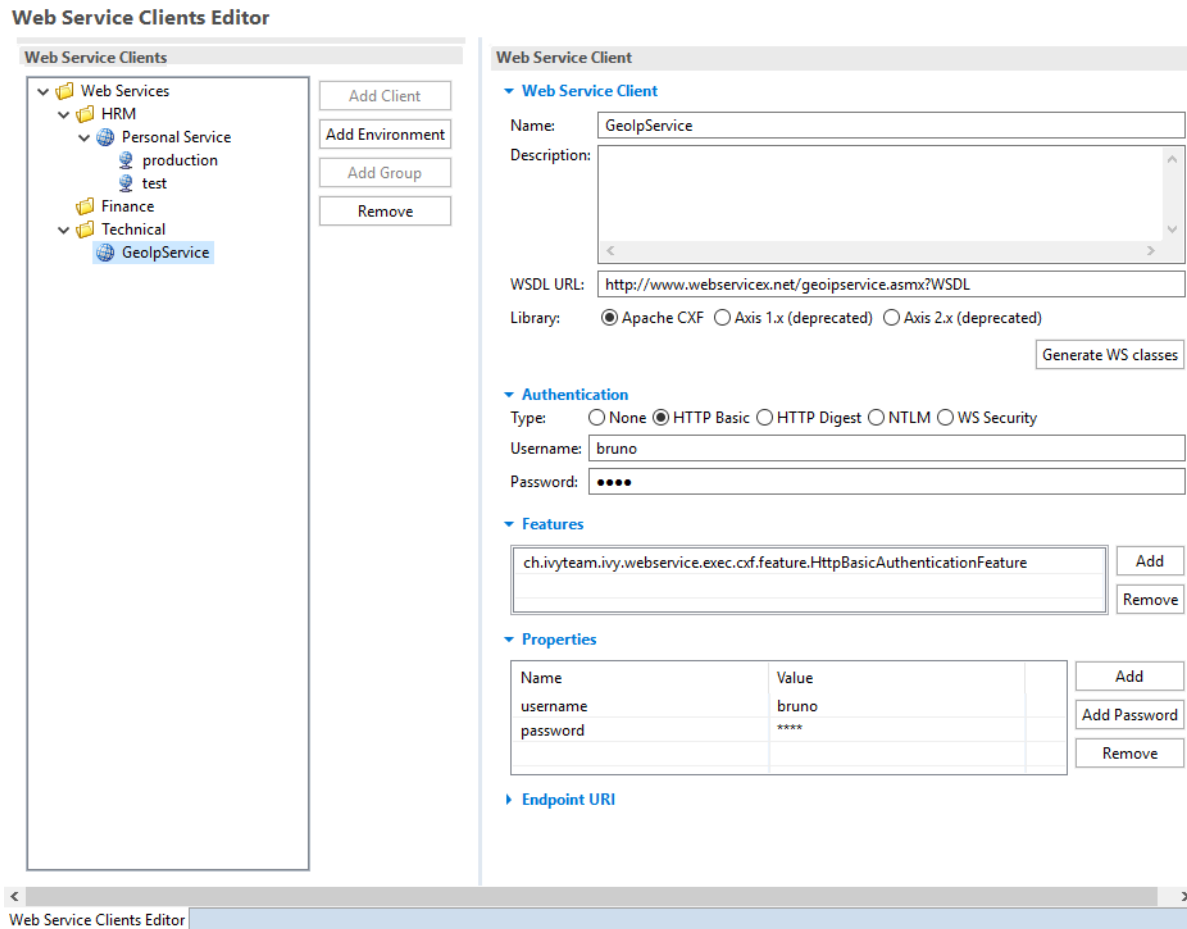 Web Service Clients Editor
Web Service Clients
Web Services
HRM
Personal Service
production
test
Finance
Technical
GeoIpService
Add Client
Add Environment
Add Group
Remove
Web Service Client
Web Service Client
Name: GeoIpService
Description:
WSDL URL: http://www.webservicex.net/geoipservice.asmx?WSDL
Library: Apache CXF Axis 1.x (deprecated) Axis 2.x (deprecated)
Generate WS classes
Authentication
Type: None HTTP Basic HTTP Digest NTLM WS Security
Username: bruno
Password: ●●●●
Features
ch.ivyteam.ivy.webservice.exec.cxf.feature.HttpBasicAuthenticationFeature
Add
Remove
Properties
Name Value
username bruno
password ****
Add
Add Password
Remove
Endpoint URI
Web Service Clients Editor